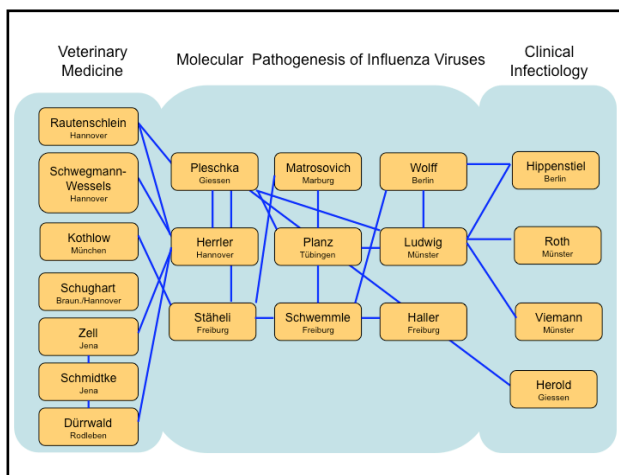 Veterinary
Medicine
Molecular Pathogenesis of Influenza Viruses
Clinical
Infectiology
Rautenschlein
Hannover
Schwegmann-
Wessels
Hannover
Kothlow
München
Schughart
Braun./Hannover
Zell
Jena
Schmidtke
Jena
Dürrwald
Rodleben
Pleschka
Giessen
Matrosovich
Marburg
Wolff
Berlin
Herrler
Hannover
Planz
Tübingen
Ludwig
Münster
Stäheli
Freiburg
Schwemmle
Freiburg
Haller
Freiburg
Hippenstiel
Berlin
Roth
Münster
Viemann
Münster
Herold
Giessen